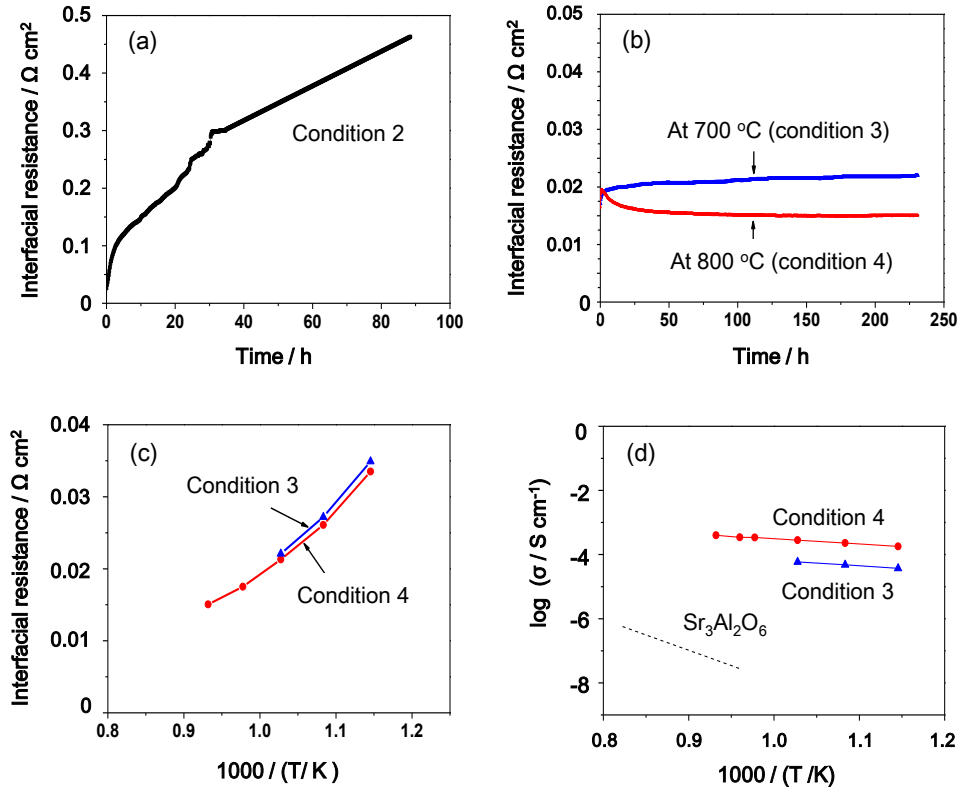 (a)
Condition 2
0.5
0.4
0.3
0.2
0.1
0
0
20
40
60
80
100
Interfacial resistance / Ω cm²
Time / h
(b)
At 700 ºC (condition 3)
At 800 ºC (condition 4)
0.05
0.04
0.03
0.02
0.01
0
0
50
100
150
200
250
Interfacial resistance / Ω cm²
Time / h
(c)
Condition 3
Condition 4
0.04
0.03
0.02
0.01
0
0.8
0.9
1.0
1.1
1.2
Interfacial resistance / Ω cm²
1000 / (T/ K )
(d)
Condition 4
Condition 3
Sr₃Al₂O₆
0
-2
-4
-6
-8
0.8
0.9
1.0
1.1
1.2
log (σ / S cm⁻¹)
1000 / (T /K)